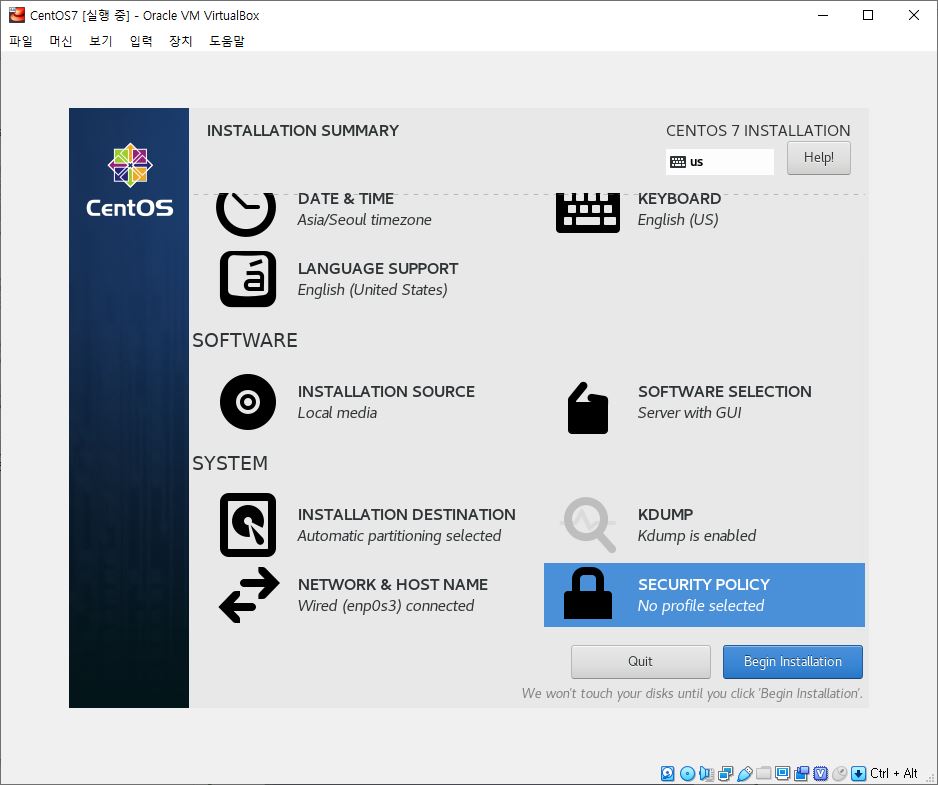 CentOS7 [실행 중] - Oracle VM VirtualBox
파일 머신 보기 입력 장치 도움말
INSTALLATION SUMMARY
CENTOS 7 INSTALLATION
us
Help!
CentOS
DATE & TIME
Asia/Seoul timezone
KEYBOARD
English (US)
á
LANGUAGE SUPPORT
English (United States)
SOFTWARE
INSTALLATION SOURCE
Local media
SOFTWARE SELECTION
Server with GUI
SYSTEM
INSTALLATION DESTINATION
Automatic partitioning selected
KDUMP
Kdump is enabled
NETWORK & HOST NAME
Wired (enp0s3) connected
SECURITY POLICY
No profile selected
Quit
Begin Installation
We won't touch your disks until you click 'Begin Installation'.
V
Ctrl + Alt